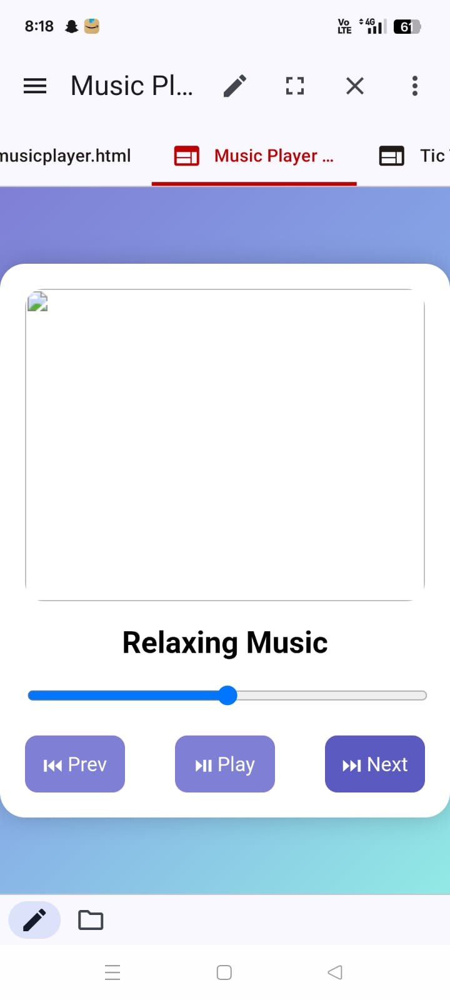 8:18 Vo LTE 4G 61
Music Pl...
musicplayer.html Music Player ... Tic
Relaxing Music
Prev Play Next